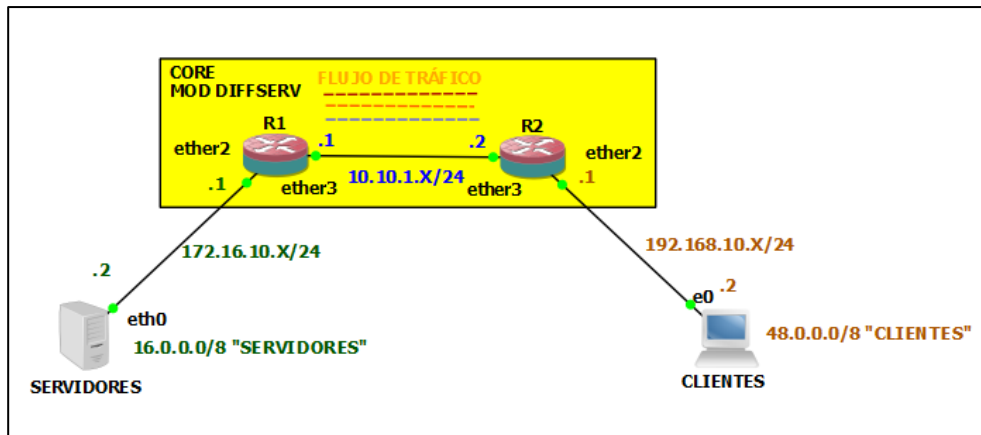 CORE
MOD DIFFSERV
FLUJO DE TRÁFICO
R1
R2
ether2
.1
.2
ether2
.1
ether3
10.10.1.X/24
ether3
.1
172.16.10.X/24
192.168.10.X/24
.2
eth0
e0
.2
16.0.0.0/8 "SERVIDORES"
48.0.0.0/8 "CLIENTES"
SERVIDORES
CLIENTES